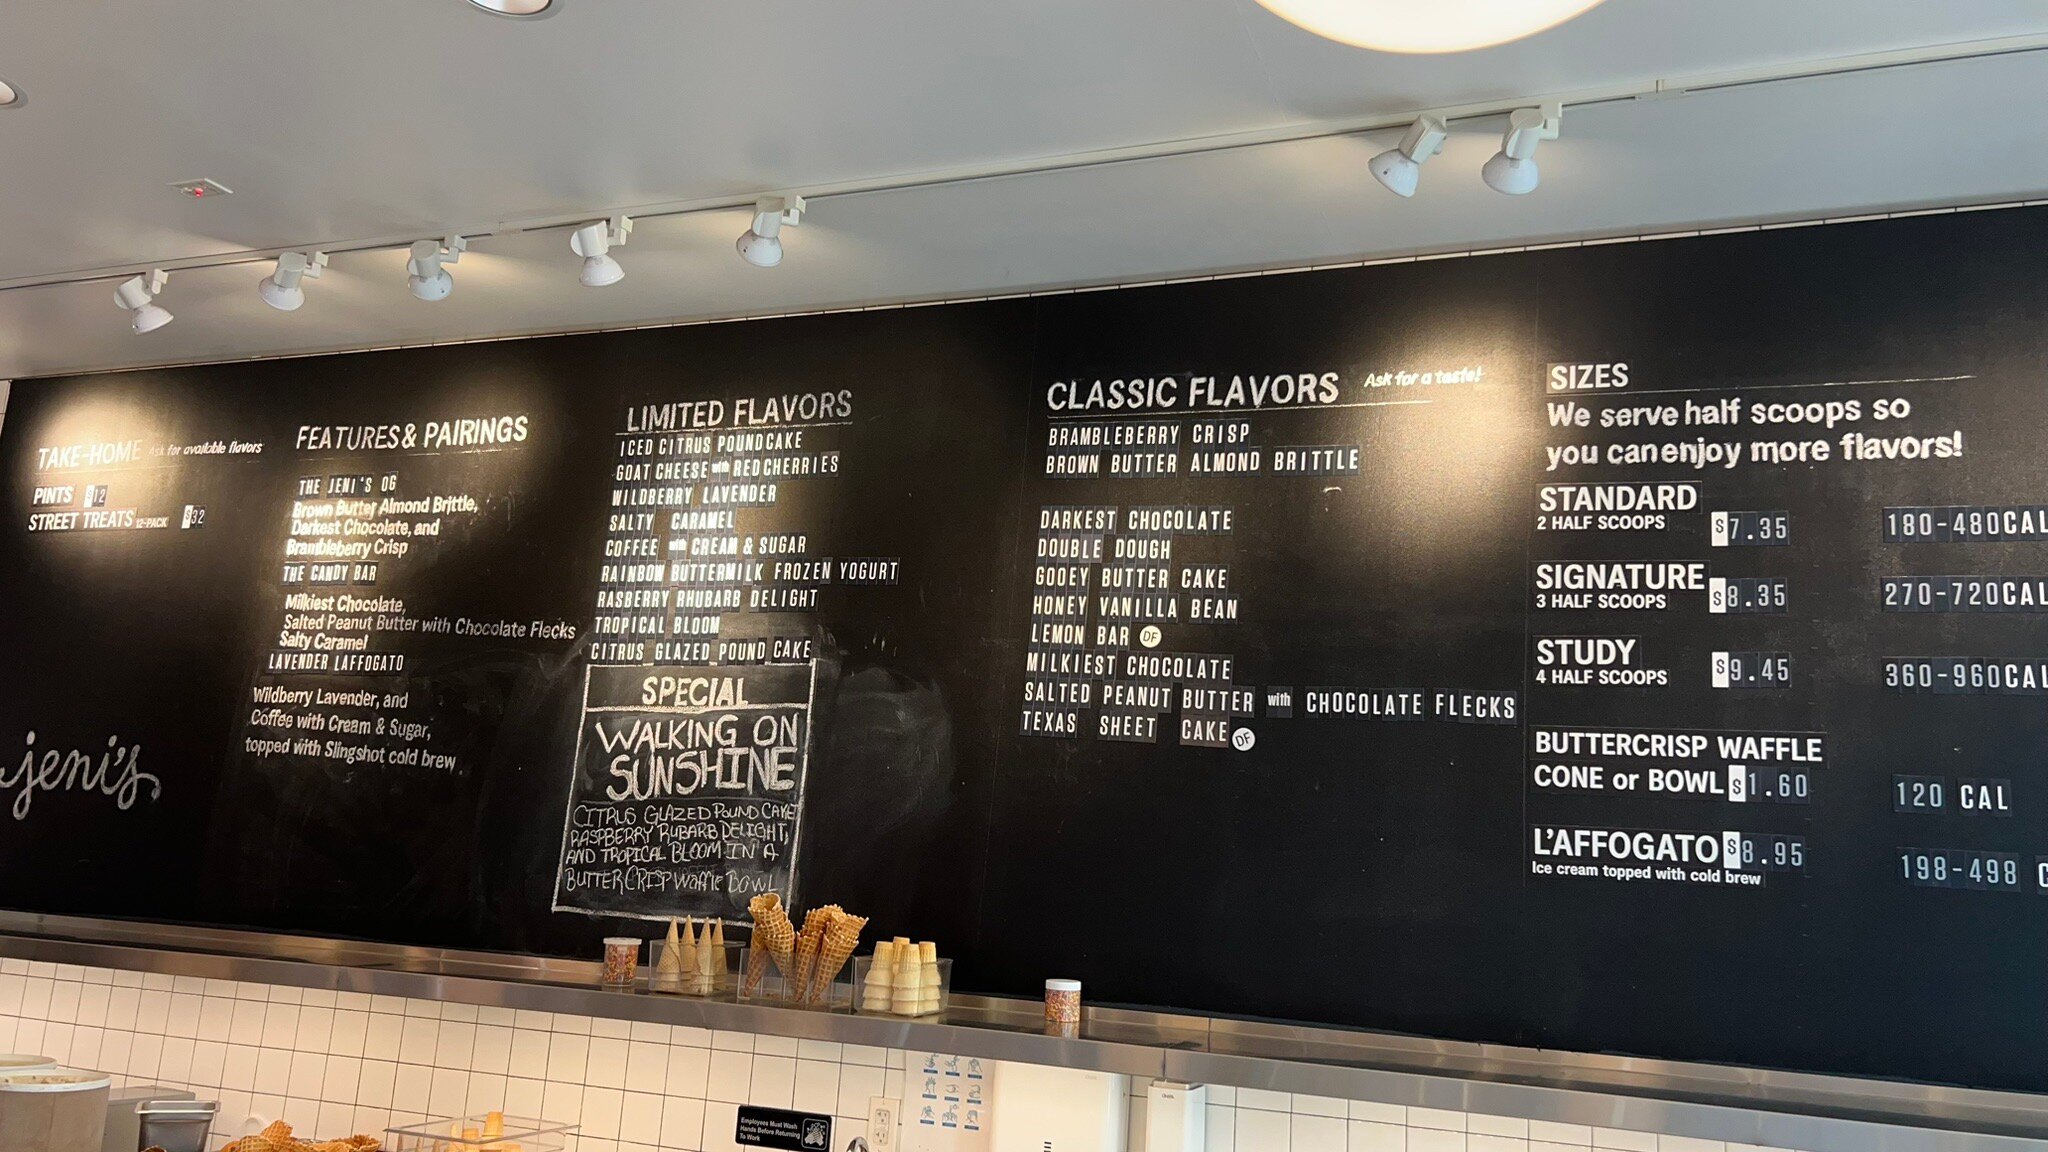 TAKE-HOME Ask for available flavors
PINTS $12
STREET TREATS 12-PACK $32
jeni's
FEATURES & PAIRINGS
THE JENI'S OG
Brown Butter Almond Brittle,
Darkest Chocolate, and
Brambleberry Crisp
THE CANDY BAR
Milkiest Chocolate,
Salted Peanut Butter with Chocolate Flecks
Salty Caramel
LAVENDER LAFFOGATO
Wildberry Lavender, and
Coffee with Cream & Sugar,
topped with Slingshot cold brew
LIMITED FLAVORS
ICED CITRUS POUNDCAKE
GOAT CHEESE with RED CHERRIES
WILDBERRY LAVENDER
SALTY CARAMEL
COFFEE with CREAM & SUGAR
RAINBOW BUTTERMILK FROZEN YOGURT
RASBERRY RHUBARB DELIGHT
TROPICAL BLOOM
CITRUS GLAZED POUND CAKE
SPECIAL
WALKING ON
SUNSHINE
CITRUS GLAZED POUND CAKE
RASPBERRY RUBARB DELIGHT,
AND TROPICAL BLOOM IN A
BUTTERCRISP WAFFLE BOWL
CLASSIC FLAVORS Ask for a taste!
BRAMBLEBERRY CRISP
BROWN BUTTER ALMOND BRITTLE
DARKEST CHOCOLATE
DOUBLE DOUGH
GOOEY BUTTER CAKE
HONEY VANILLA BEAN
LEMON BAR DF
MILKIEST CHOCOLATE
SALTED PEANUT BUTTER with CHOCOLATE FLECKS
TEXAS SHEET CAKE DF
SIZES
We serve half scoops so
you can enjoy more flavors!
STANDARD
2 HALF SCOOPS $7.35 180-480CAL
SIGNATURE
3 HALF SCOOPS $8.35 270-720CAL
STUDY
4 HALF SCOOPS $9.45 360-960CAL
BUTTERCRISP WAFFLE
CONE or BOWL $1.60 120 CAL
L'AFFOGATO $8.95 198-498 C
Ice cream topped with cold brew
Employees Must Wash
Hands Before Returning
To Work